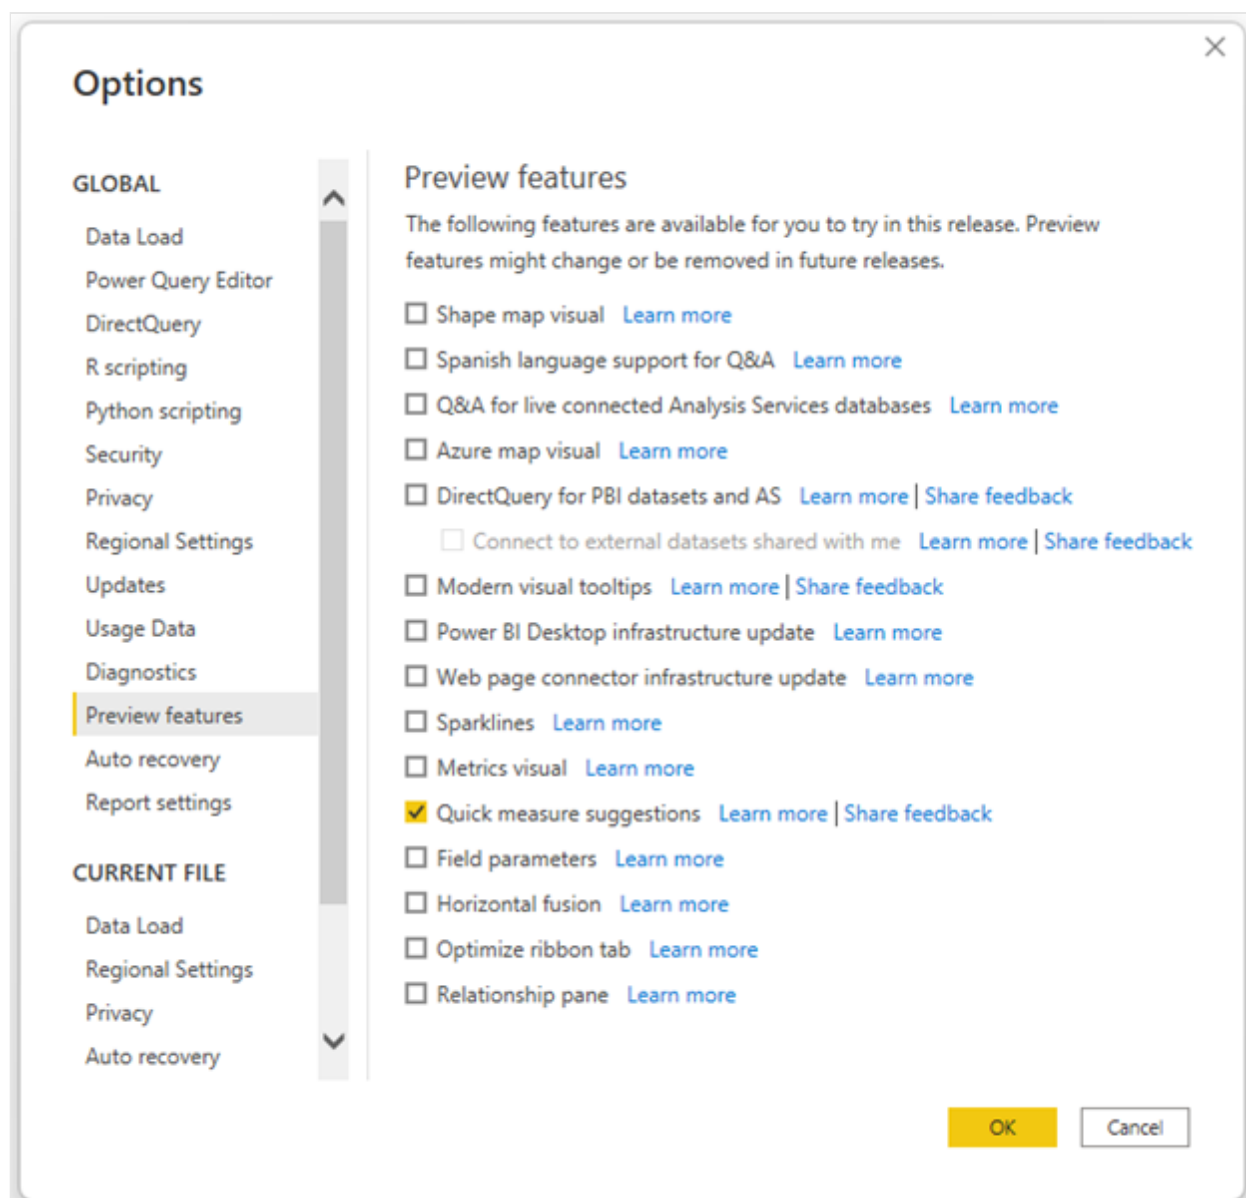 Options
GLOBAL
Data Load
Power Query Editor
DirectQuery
R scripting
Python scripting
Security
Privacy
Regional Settings
Updates
Usage Data
Diagnostics
Preview features
Auto recovery
Report settings
CURRENT FILE
Data Load
Regional Settings
Privacy
Auto recovery
Preview features
The following features are available for you to try in this release. Preview
features might change or be removed in future releases.
Shape map visual Learn more
Spanish language support for Q&A Learn more
Q&A for live connected Analysis Services databases Learn more
Azure map visual Learn more
DirectQuery for PBI datasets and AS Learn more | Share feedback
Connect to external datasets shared with me Learn more | Share feedback
Modern visual tooltips Learn more | Share feedback
Power BI Desktop infrastructure update Learn more
Web page connector infrastructure update Learn more
Sparklines Learn more
Metrics visual Learn more
Quick measure suggestions Learn more | Share feedback
Field parameters Learn more
Horizontal fusion Learn more
Optimize ribbon tab Learn more
Relationship pane Learn more
OK Cancel